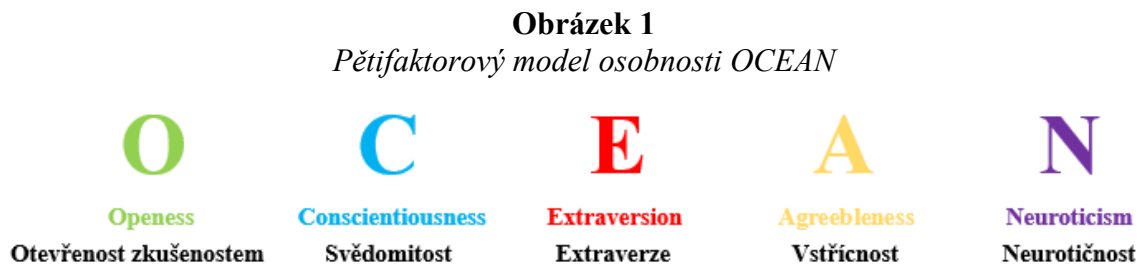 Obrázek 1
Pětifaktorový model osobnosti OCEAN
O C E A N
Openess Conscientiousness Extraversion Agreebleness Neuroticism
Otevřenost zkušenostem Svědomitost Extraverze Vstřícnost Neurotičnost